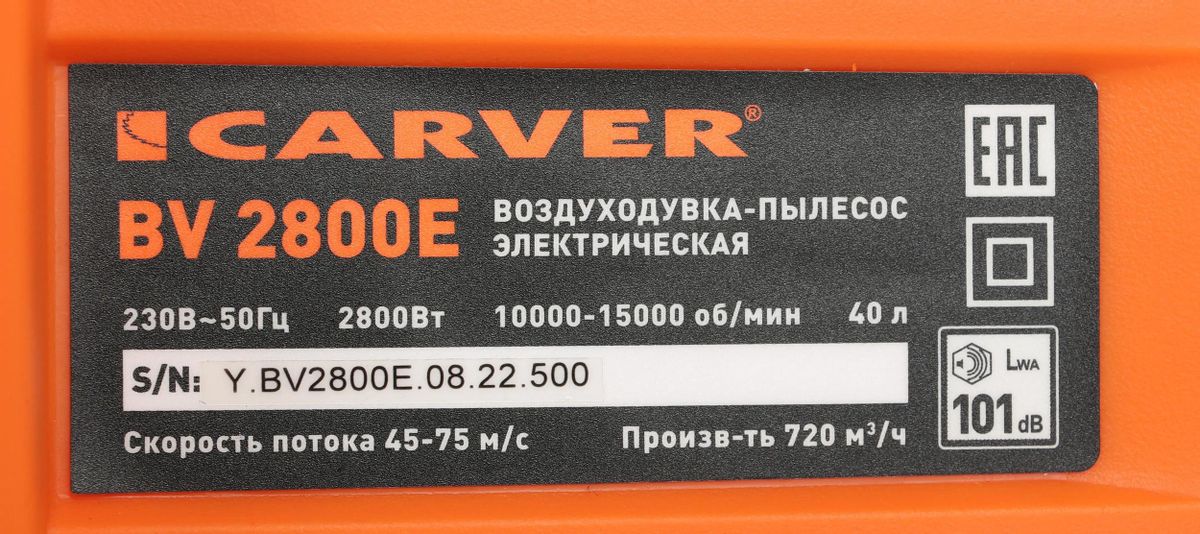 CARVER®
BV 2800E
ВОЗДУХОДУВКА-ПЫЛЕСОС
ЭЛЕКТРИЧЕСКАЯ
230В~50Гц 2800Вт 10000-15000 об/мин 40 л
S/N: Y.BV2800E.08.22.500
Скорость потока 45-75 м/с Произв-ть 720 м³/ч
EAC
LWA
101 dB